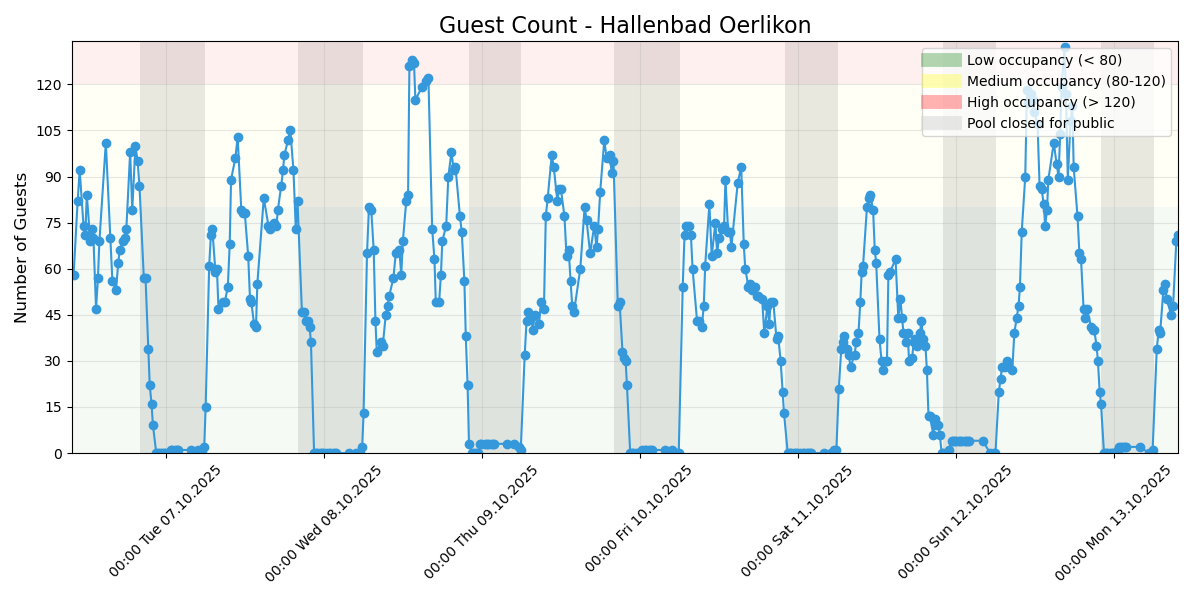 Guest Count - Hallenbad Oerlikon
Low occupancy (< 80)
Medium occupancy (80-120)
High occupancy (> 120)
Pool closed for public
Number of Guests
120
105
90
75
60
45
30
15
0
00:00 Tue 07.10.2025
00:00 Wed 08.10.2025
00:00 Thu 09.10.2025
00:00 Fri 10.10.2025
00:00 Sat 11.10.2025
00:00 Sun 12.10.2025
00:00 Mon 13.10.2025